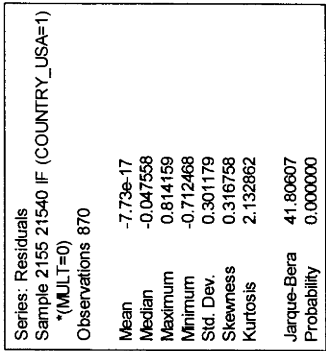 Series: Residuals
Sample 2155 21540 IF (COUNTRY_USA=1)
*(MULT=0)
Observations 870
Mean -7.73e-17
Median -0.047558
Maximum 0.814159
Minimum -0.712468
Std. Dev. 0.301179
Skewness 0.316758
Kurtosis 2.132862
Jarque-Bera 41.80607
Probability 0.000000